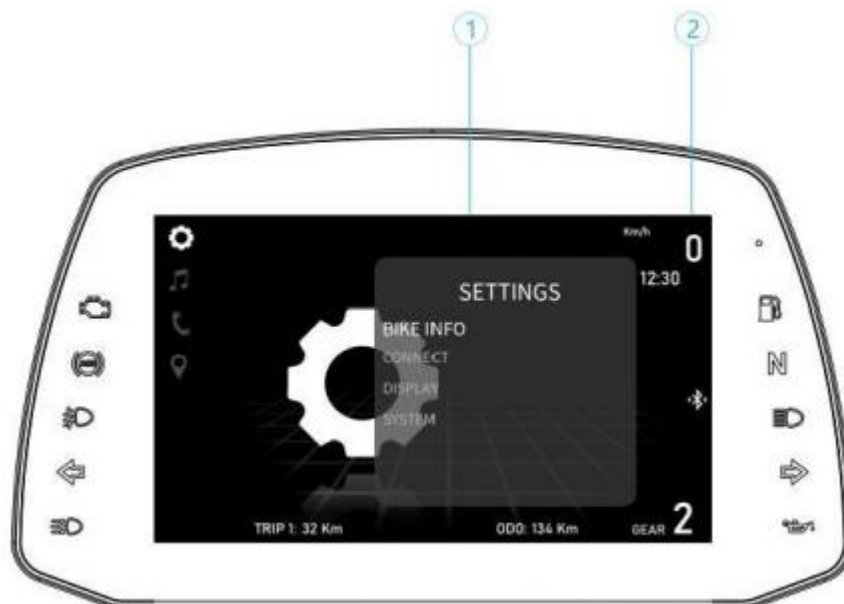 1
2
Km/h
0
12:30
SETTINGS
BIKE INFO
CONNECT
DISPLAY
SYSTEM
N
TRIP 1: 32 Km
ODO: 134 Km
GEAR 2